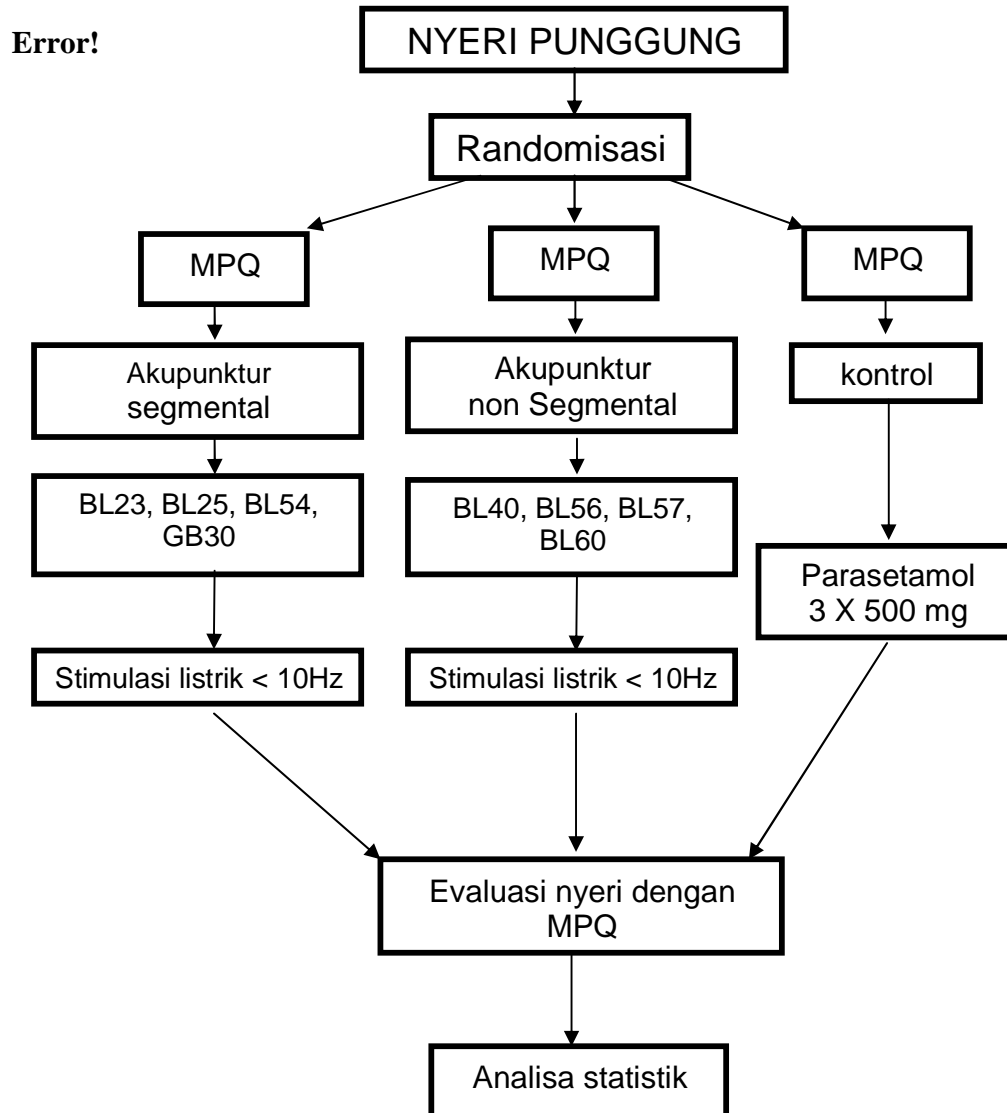 Error!
NYERI PUNGGUNG
Randomisasi
MPQ
MPQ
MPQ
Akupunktur
segmental
Akupunktur
non Segmental
kontrol
BL23, BL25, BL54,
GB30
BL40, BL56, BL57,
BL60
Parasetamol
3 X 500 mg
Stimulasi listrik < 10Hz
Stimulasi listrik < 10Hz
Evaluasi nyeri dengan
MPQ
Analisa statistik